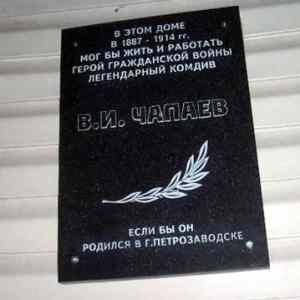 В ЭТОМ ДОМЕ
В 1887 - 1914 гг.
МОГ БЫ ЖИТЬ И РАБОТАТЬ
ГЕРОЙ ГРАЖДАНСКОЙ ВОЙНЫ
ЛЕГЕНДАРНЫЙ КОМДИВ
В.И. ЧАПАЕВ
ЕСЛИ БЫ ОН
РОДИЛСЯ В Г.ПЕТРОЗАВОДСКЕ